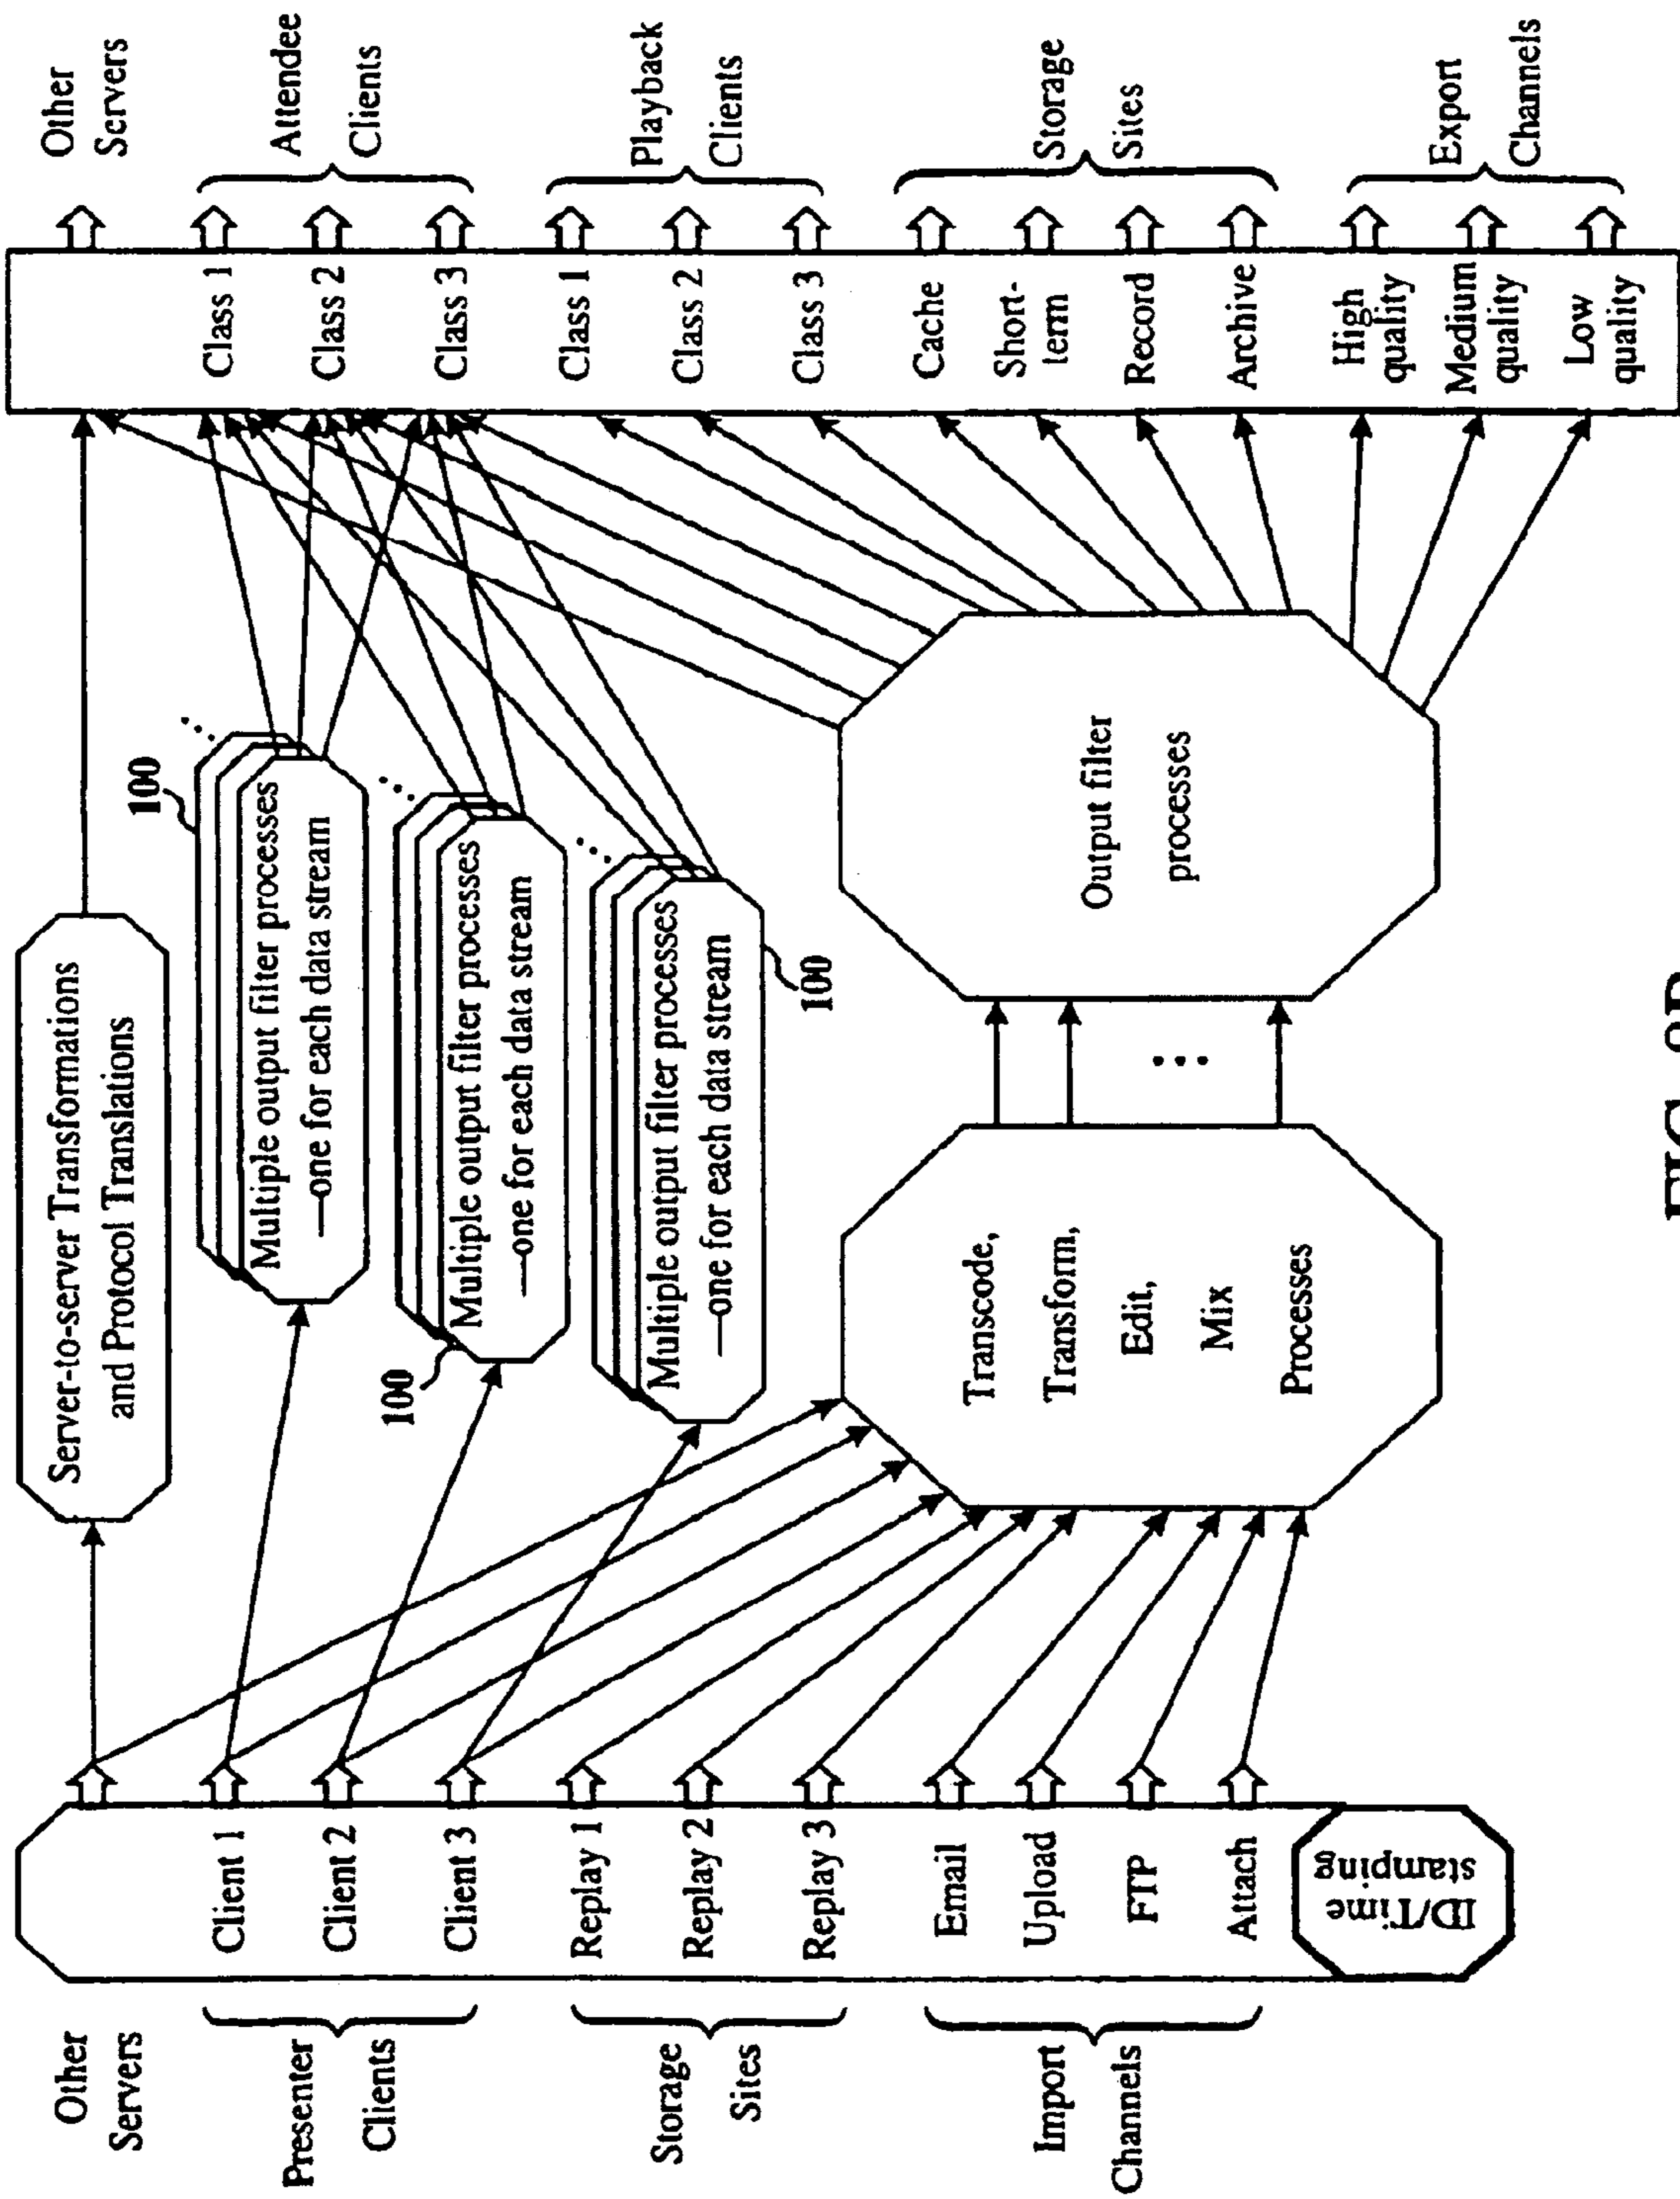 Other
Servers
Presenter
Clients
Storage
Sites
Import
Channels
Client 1
Client 2
Client 3
Replay 1
Replay 2
Replay 3
Email
Upload
FTP
Attach
ID/Time
stamping
Server-to-server Transformations
and Protocol Translations
100
Multiple output filter processes
—one for each data stream
100
Multiple output filter processes
—one for each data stream
Multiple output filter processes
—one for each data stream
100
Transcode,
Transform,
Edit,
Mix
Processes
Output filter
processes
Class 1
Class 2
Class 3
Class 1
Class 2
Class 3
Cache
Short-
term
Record
Archive
High
quality
Medium
quality
Low
quality
Other
Servers
Attendee
Clients
Playback
Clients
Storage
Sites
Export
Channels